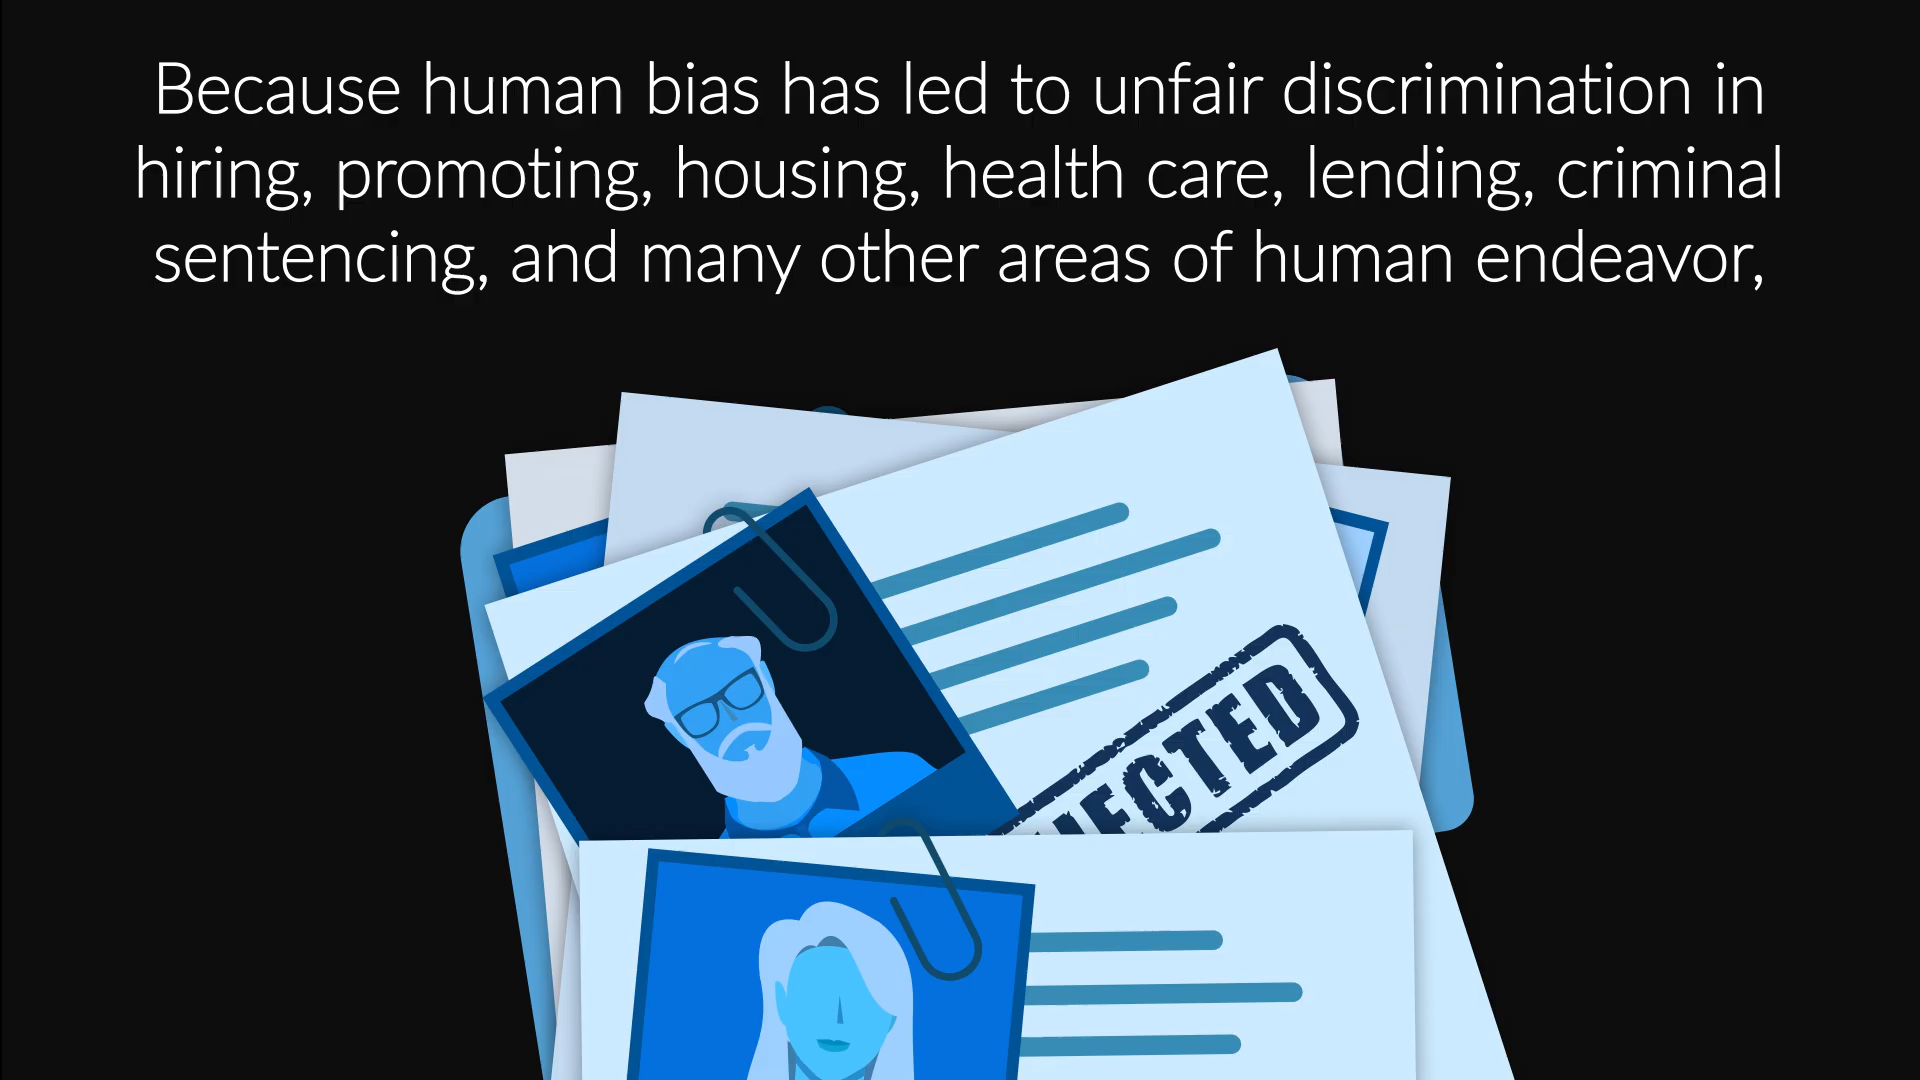 Because human bias has led to unfair discrimination in
hiring, promoting, housing, health care, lending, criminal
sentencing, and many other areas of human endeavor,